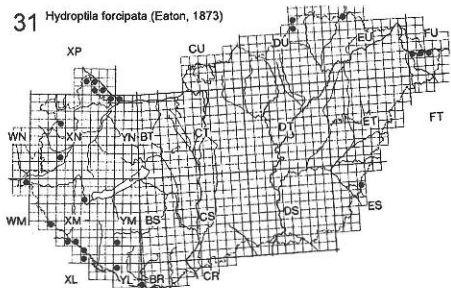 31 Hydroptila forcipata (Eaton, 1873)
XP CU DU EU FU
WN XN YN BT CT DT ET FT
WM XM YM BS CS DS ES
XL YL BR CR